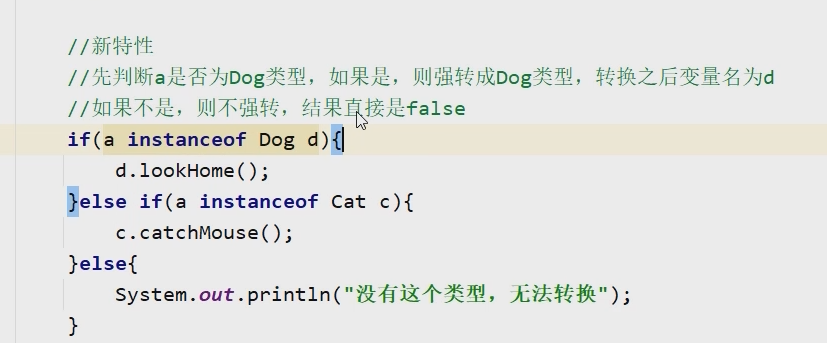 //新特性
//先判断a是否为Dog类型，如果是，则强转成Dog类型，转换之后变量名为d
//如果不是，则不强转，结果直接是false
if(a instanceof Dog d){
    d.lookHome();
}else if(a instanceof Cat c){
    c.catchMouse();
}else{
    System.out.println("没有这个类型，无法转换");
}